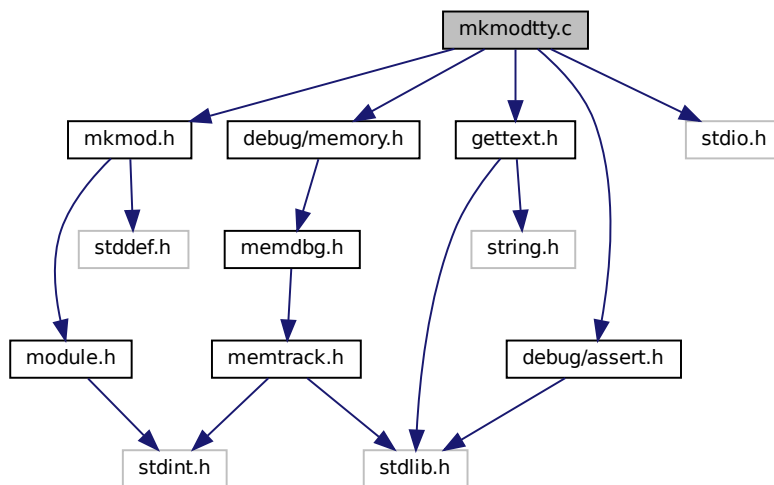 mkmodtty.c
mkmod.h
debug/memory.h
gettext.h
stdio.h
stddef.h
memdbg.h
string.h
module.h
memtrack.h
debug/assert.h
stdint.h
stdlib.h